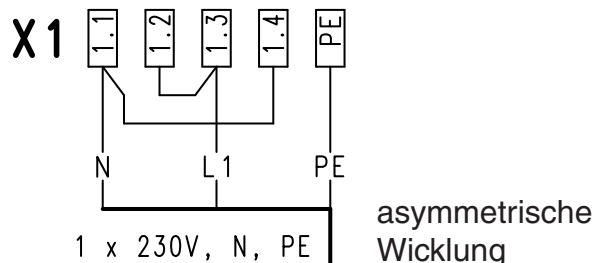 X1 1.1 1.2 1.3 1.4 PE
N L1 PE
asymmetrische
1 x 230V, N, PE Wicklung